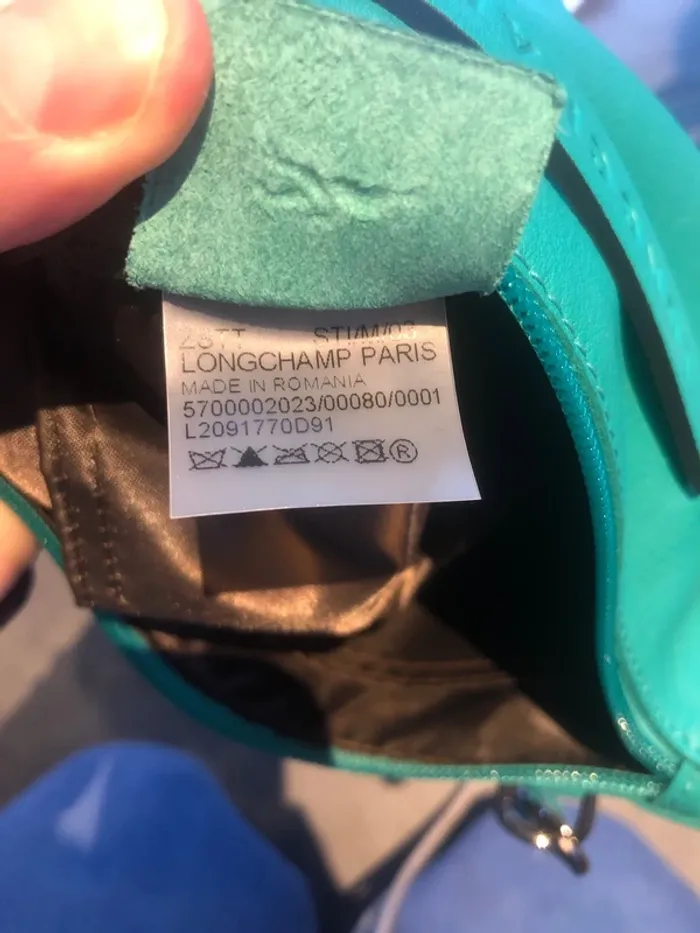 LONGCHAMP PARIS
MADE IN ROMANIA
5700002023/00080/0001
L2091770D91
®